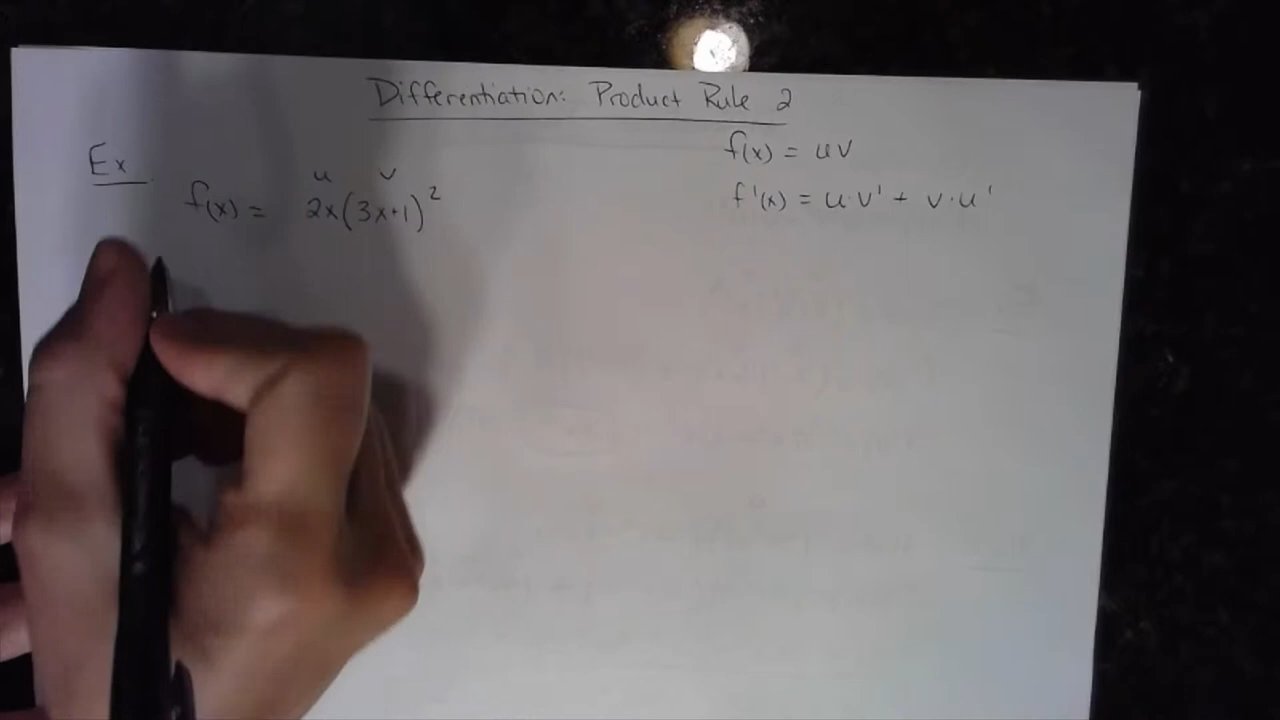 Differentiation: Product Rule 2
f(x) = uv
f'(x) = u·v' + v·u'
Ex
u v
f(x) = 2x(3x+1)²